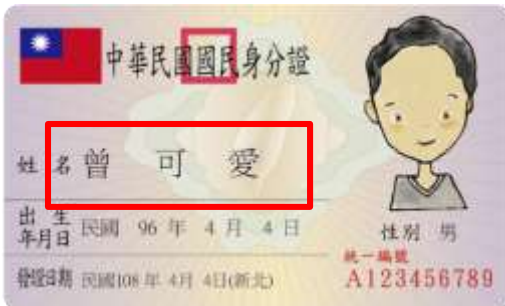 中華民國國民身分證
姓名 曾 可 愛
出生年月日 民國 96 年 4 月 4 日
性別 男
發證日期 民國108年 4月 4日(新北)
統一編號
A123456789